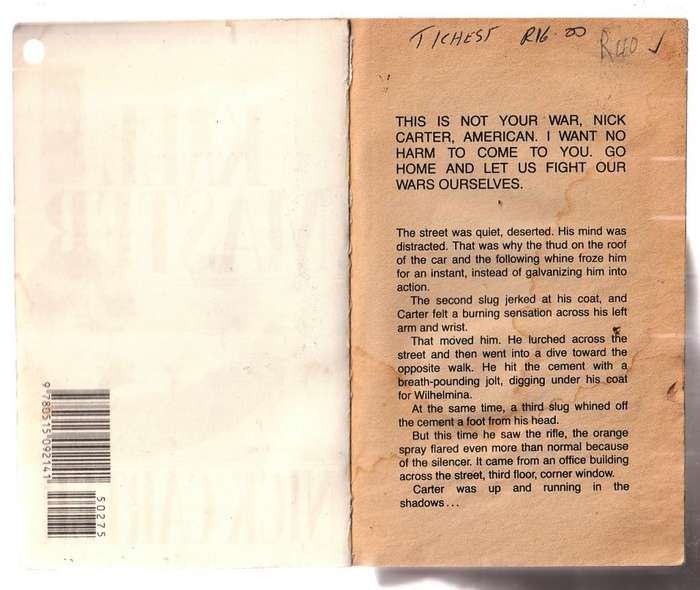 TICHEST R16.00
THIS IS NOT YOUR WAR, NICK
CARTER, AMERICAN. I WANT NO
HARM TO COME TO YOU. GO
HOME AND LET US FIGHT OUR
WARS OURSELVES.
The street was quiet, deserted. His mind was
distracted. That was why the thud on the roof
of the car and the following whine froze him
for an instant, instead of galvanizing him into
action.
The second slug jerked at his coat, and
Carter felt a burning sensation across his left
arm and wrist.
That moved him. He lurched across the
street and then went into a dive toward the
opposite walk. He hit the cement with a
breath-pounding jolt, digging under his coat
for Wilhelmina.
At the same time, a third slug whined off
the cement a foot from his head.
But this time he saw the rifle, the orange
spray flared even more than normal because
of the silencer. It came from an office building
across the street, third floor, corner window.
Carter was up and running in the
shadows...
9 780515 092141
50275
KILL
MASTER
NICK CAR